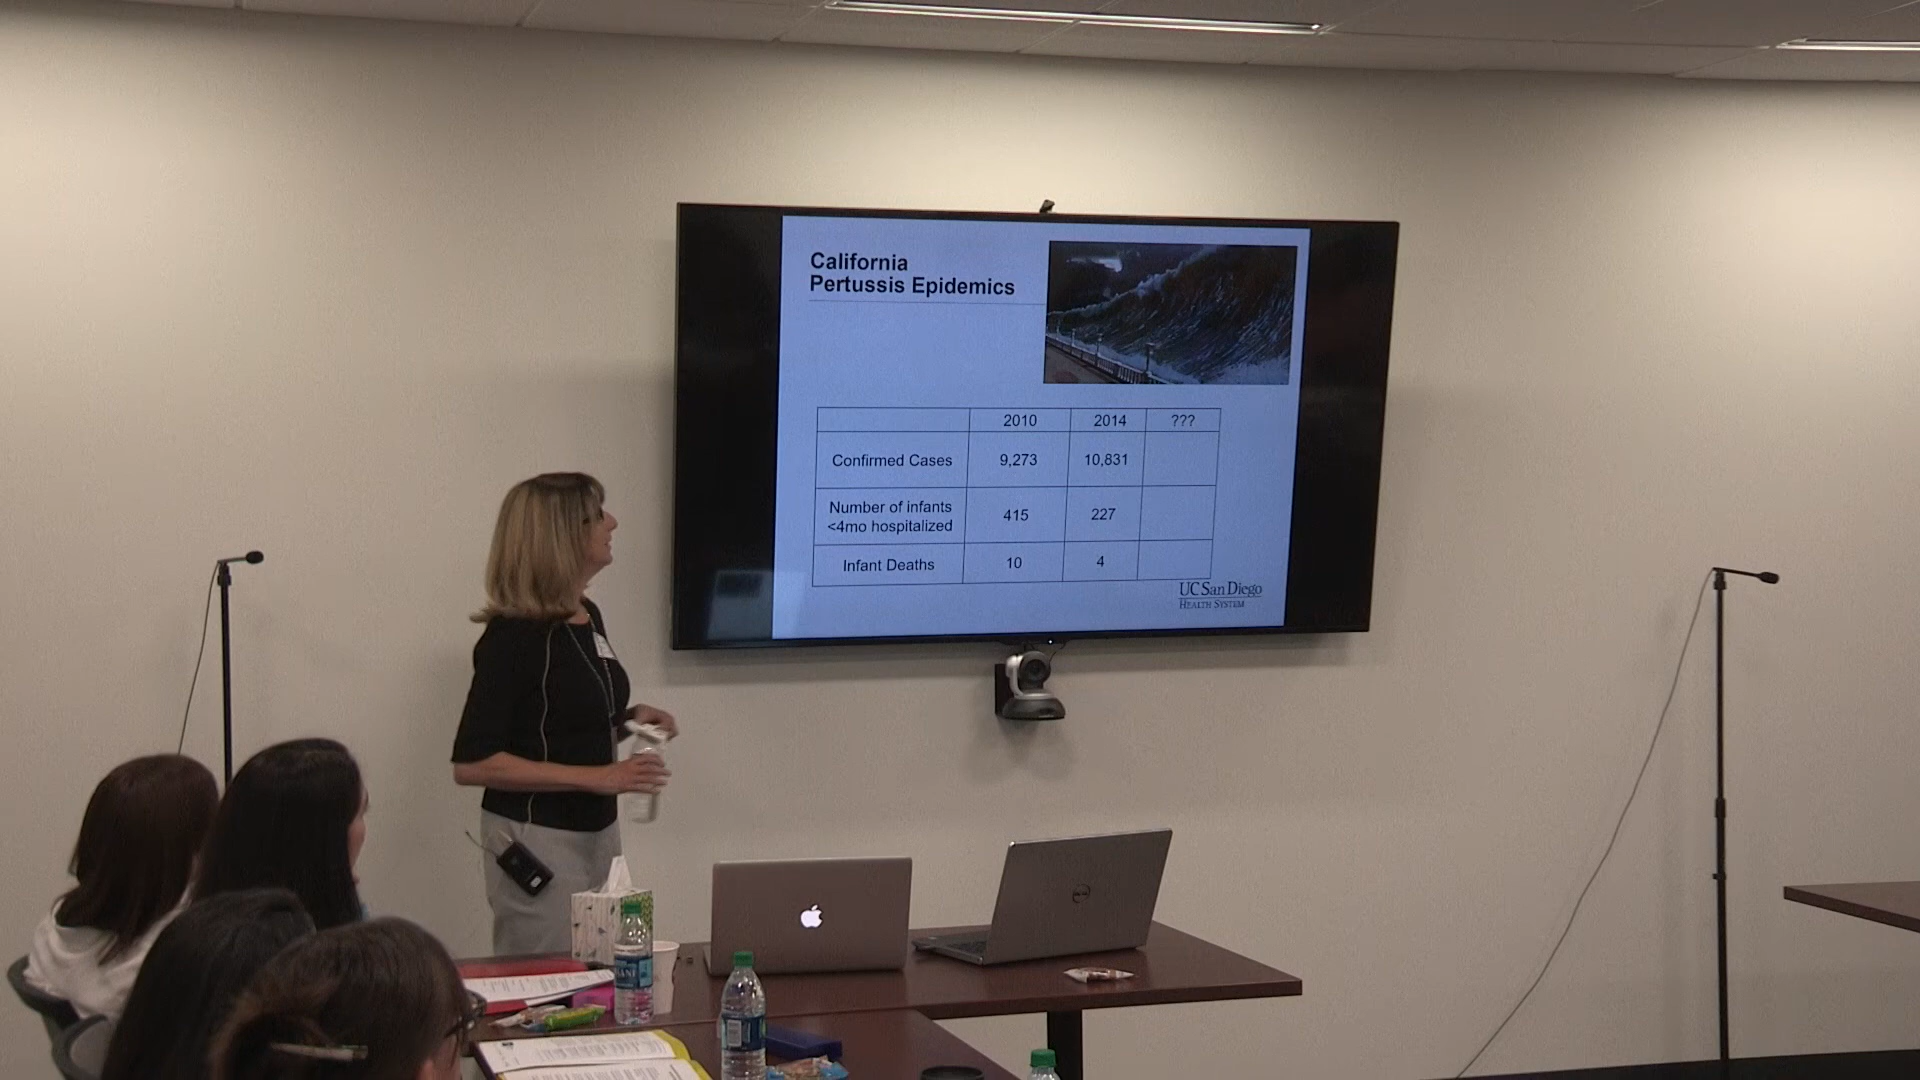 California
Pertussis Epidemics
2010 2014 ???
Confirmed Cases 9,273 10,831
Number of infants
<4mo hospitalized 415 227
Infant Deaths 10 4
UC San Diego
HEALTH SYSTEM
DELL